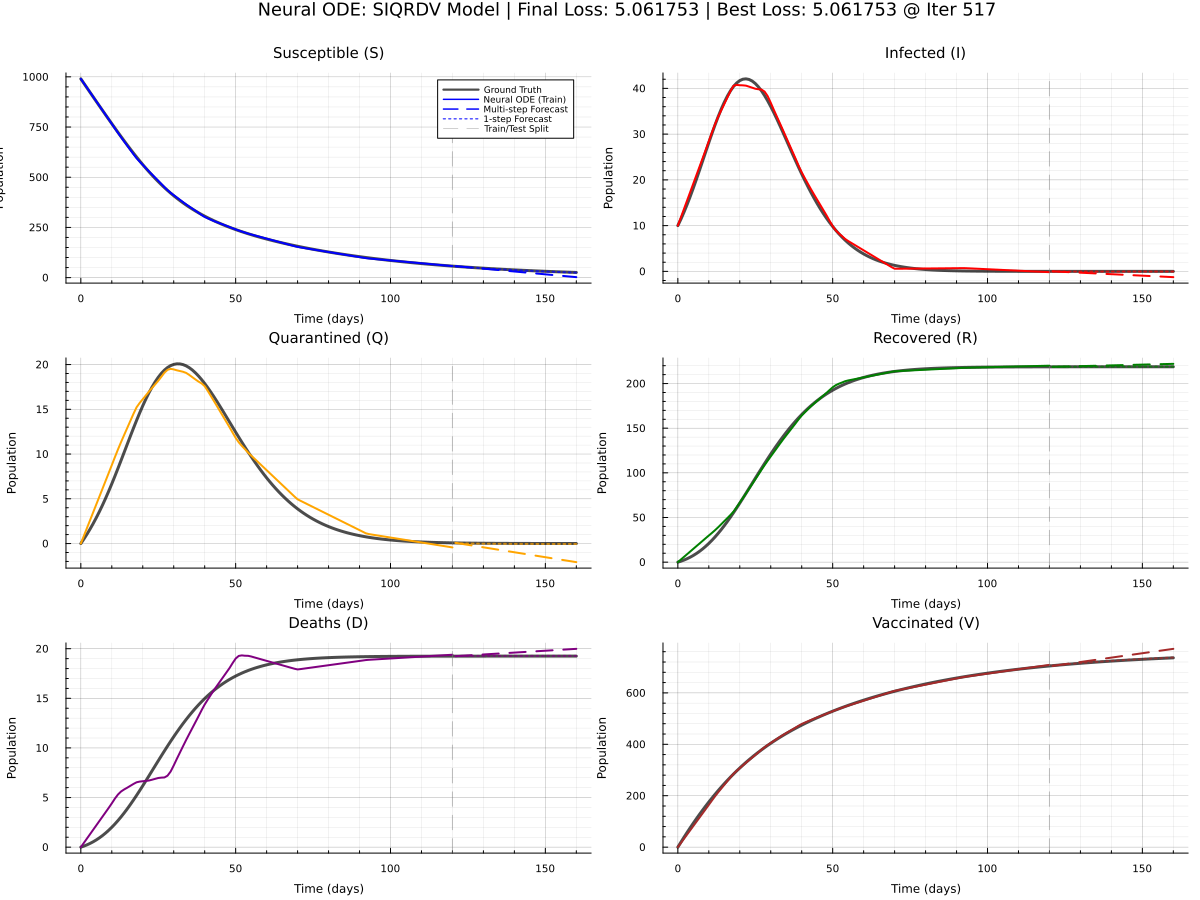 Neural ODE: SIQRDV Model | Final Loss: 5.061753 | Best Loss: 5.061753 @ Iter 517
Susceptible (S)
1000
750
500
250
0
0 50 100 150
Time (days)
Ground Truth
Neural ODE (Train)
Multi-step Forecast
1-step Forecast
Train/Test Split
Infected (I)
Population
40
30
20
10
0
0 50 100 150
Time (days)
Quarantined (Q)
Population
20
15
10
5
0
0 50 100 150
Time (days)
Recovered (R)
Population
200
150
100
50
0
0 50 100 150
Time (days)
Deaths (D)
Population
20
15
10
5
0
0 50 100 150
Time (days)
Vaccinated (V)
Population
600
400
200
0
0 50 100 150
Time (days)